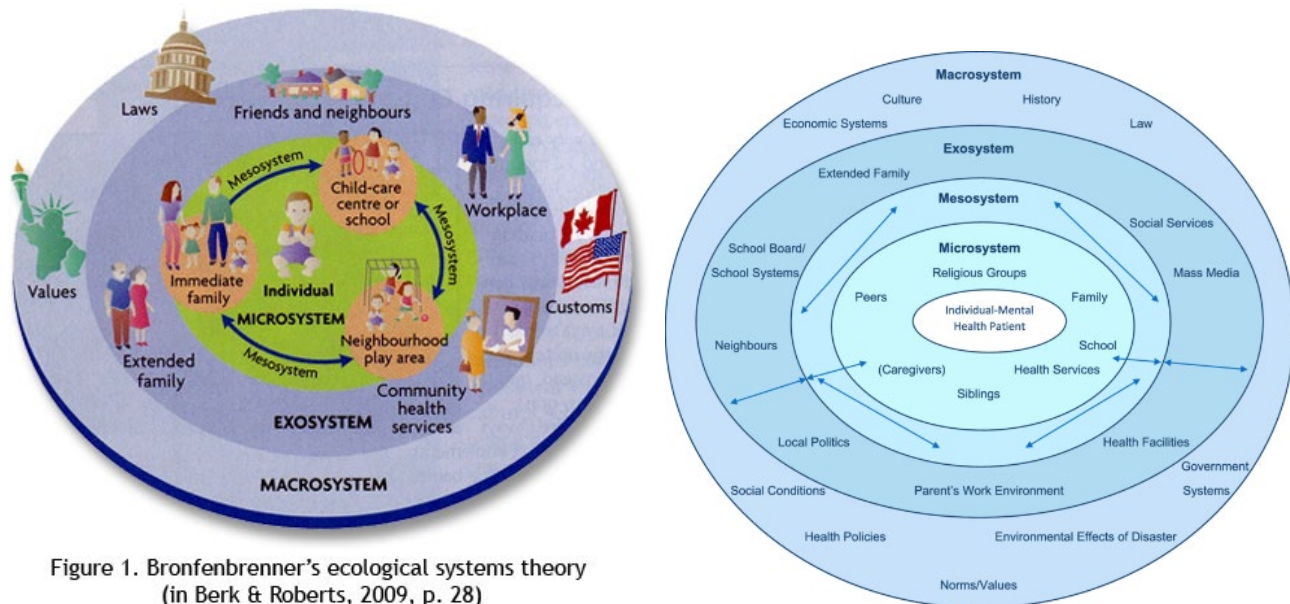 Laws
Friends and neighbours
Mesosystem
Child-care
centre or
school
Workplace
Mesosystem
Values
Immediate
family
Individual
MICROSYSTEM
Customs
Neighbourhood
play area
Mesosystem
Extended
family
Community
health
services
EXOSYSTEM
MACROSYSTEM
Figure 1. Bronfenbrenner's ecological systems theory
(in Berk & Roberts, 2009, p. 28)
Macrosystem
Culture
History
Economic Systems
Law
Exosystem
Extended Family
Mesosystem
Social Services
School Board/
School Systems
Microsystem
Mass Media
Religious Groups
Peers
Family
Individual-Mental
Health Patient
Neighbours
School
(Caregivers)
Health Services
Siblings
Local Politics
Health Facilities
Government
Systems
Social Conditions
Parent's Work Environment
Health Policies
Environmental Effects of Disaster
Norms/Values